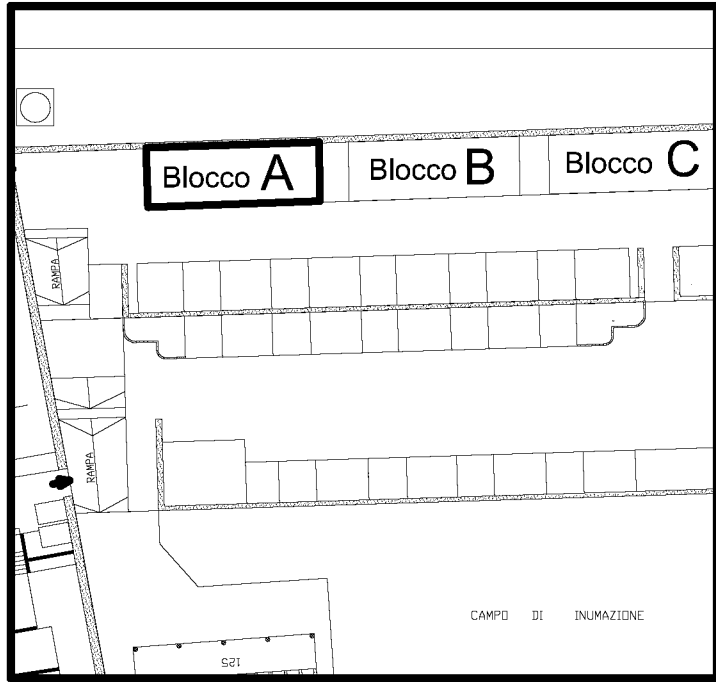 Blocco A
Blocco B
Blocco C
RAMPA
RAMPA
CAMPO DI INUMAZIONE
125